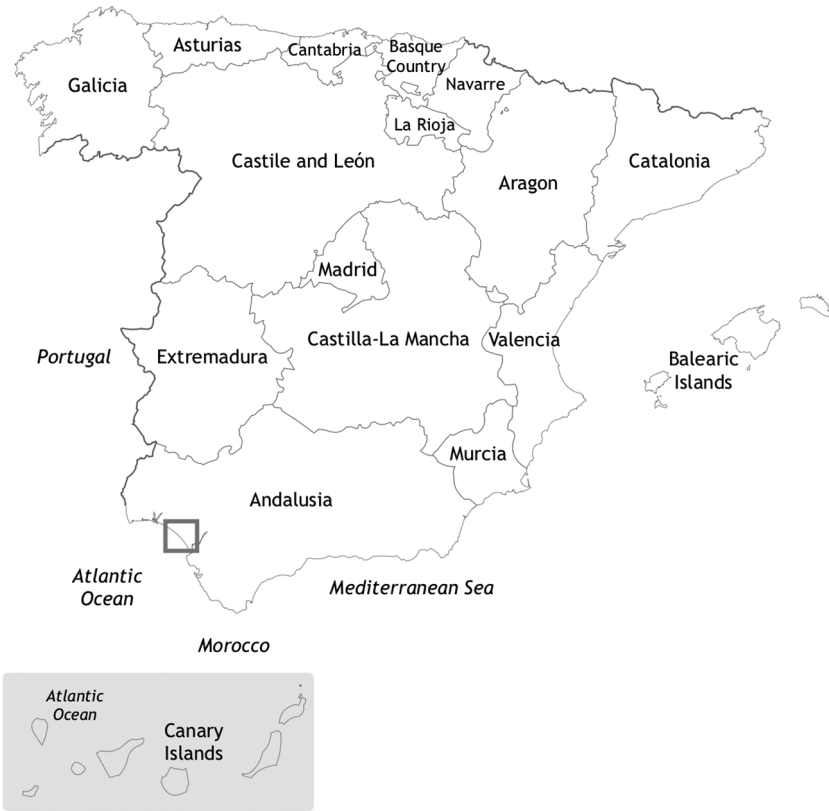 Asturias
Cantabria
Basque
Country
Navarre
Galicia
La Rioja
Castile and León
Aragon
Catalonia
Madrid
Castilla-La Mancha
Valencia
Portugal
Extremadura
Balearic
Islands
Murcia
Andalusia
Atlantic
Ocean
Mediterranean Sea
Morocco
Atlantic
Ocean
Canary
Islands